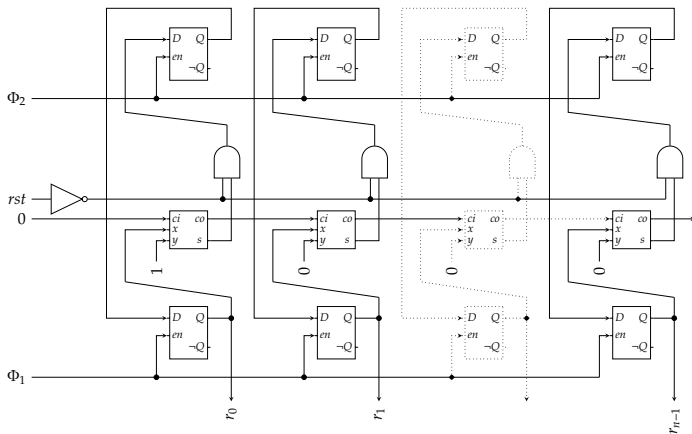 D Q D Q D Q D Q
en en en en
¬Q ¬Q ¬Q ¬Q
Φ2
rst
0
ci co ci co ci co ci co
x x x x
y s y s y s y s
1 0 0 0
D Q D Q D Q D Q
en en en en
¬Q ¬Q ¬Q ¬Q
Φ1
r0 r1 rn−1